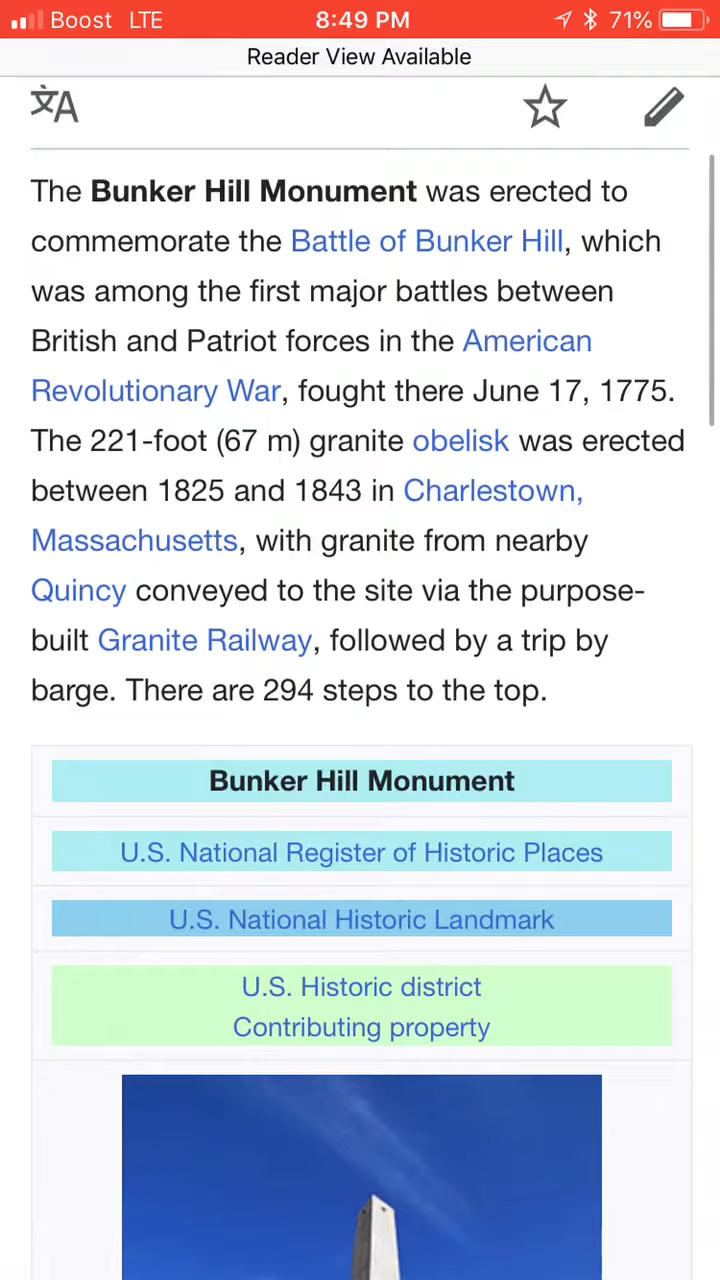 Boost LTE 8:49 PM 71%
Reader View Available
The Bunker Hill Monument was erected to
commemorate the Battle of Bunker Hill, which
was among the first major battles between
British and Patriot forces in the American
Revolutionary War, fought there June 17, 1775.
The 221-foot (67 m) granite obelisk was erected
between 1825 and 1843 in Charlestown,
Massachusetts, with granite from nearby
Quincy conveyed to the site via the purpose-
built Granite Railway, followed by a trip by
barge. There are 294 steps to the top.
Bunker Hill Monument
U.S. National Register of Historic Places
U.S. National Historic Landmark
U.S. Historic district
Contributing property